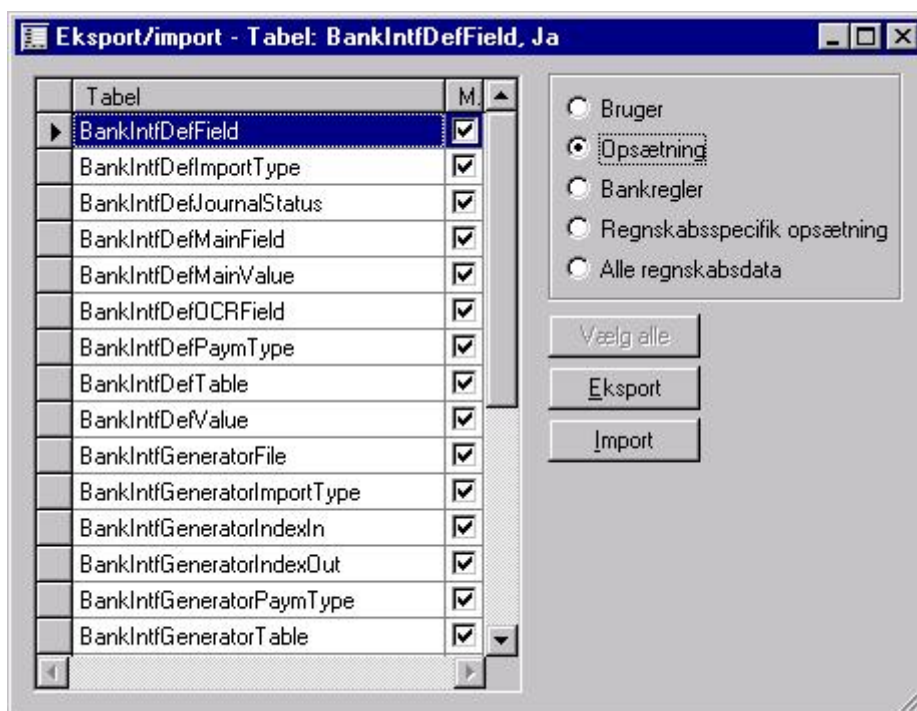 Eksport/import - Tabel: BankIntfDefField, Ja
Tabel M.
BankIntfDefField
BankIntfDefImportType
BankIntfDefJournalStatus
BankIntfDefMainField
BankIntfDefMainValue
BankIntfDefOCRField
BankIntfDefPaymType
BankIntfDefTable
BankIntfDefValue
BankIntfGeneratorFile
BankIntfGeneratorImportType
BankIntfGeneratorIndexIn
BankIntfGeneratorIndexOut
BankIntfGeneratorPaymType
BankIntfGeneratorTable
Bruger
Opsætning
Bankregler
Regnskabsspecifik opsætning
Alle regnskabsdata
Vælg alle
Eksport
Import